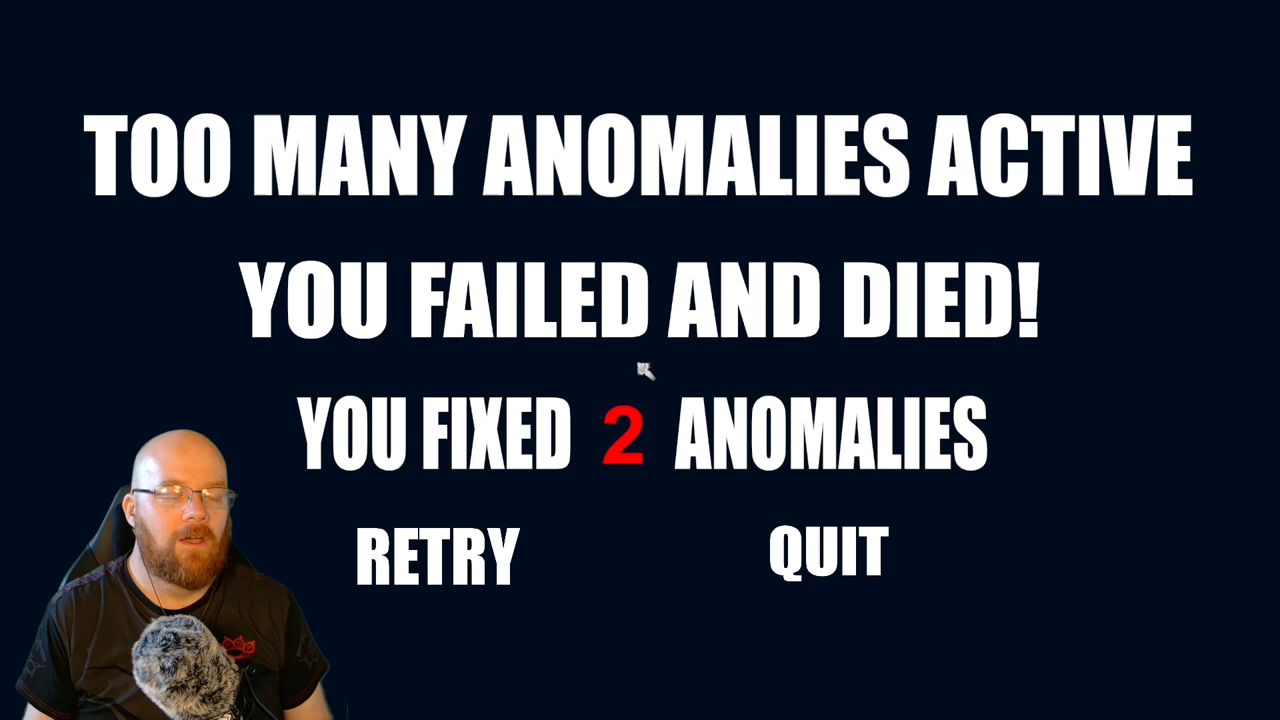 TOO MANY ANOMALIES ACTIVE
YOU FAILED AND DIED!
YOU FIXED 2 ANOMALIES
RETRY QUIT